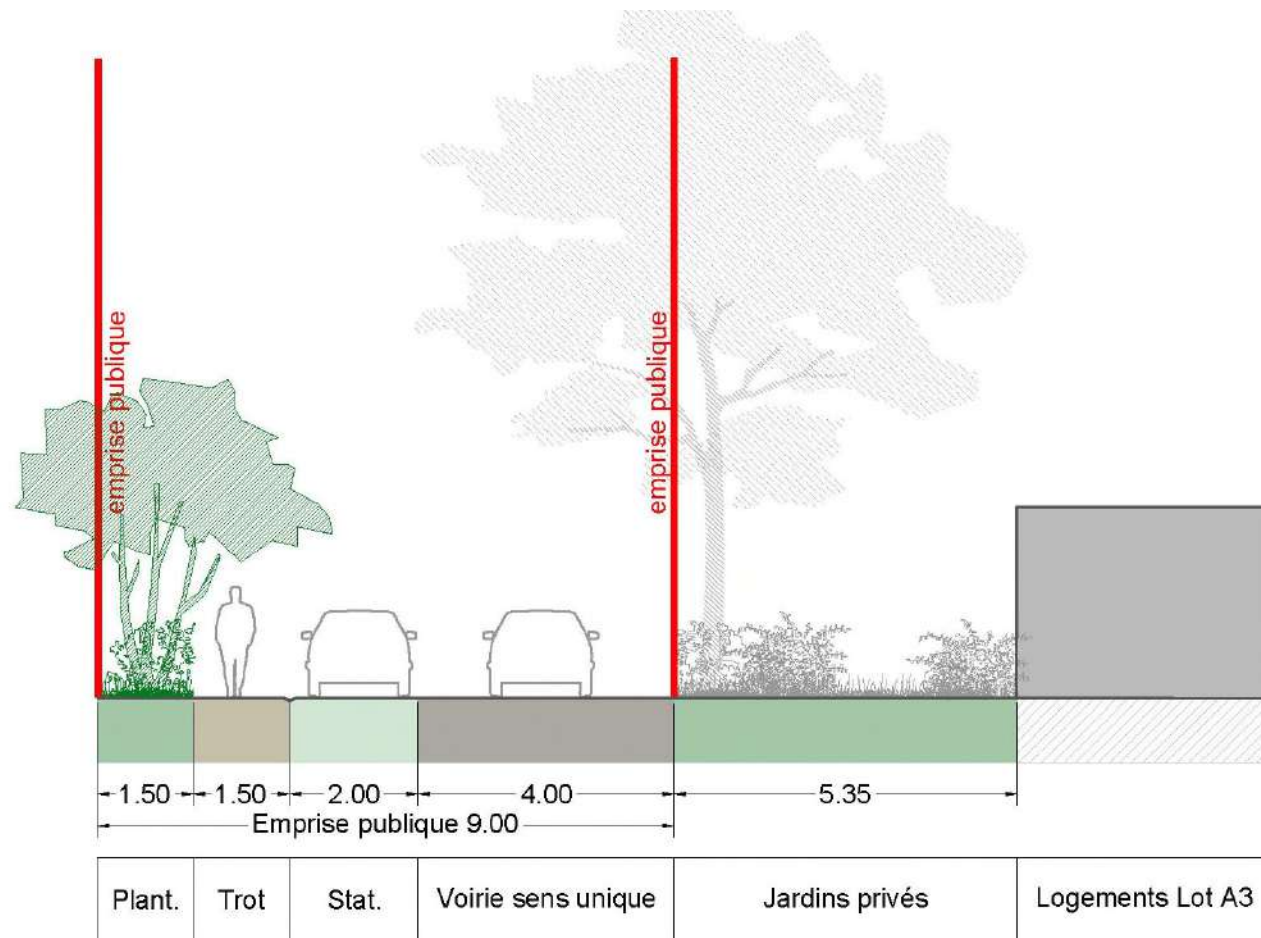 emprise publique
emprise publique
1.50 1.50 2.00 4.00 5.35
Emprise publique 9.00
Plant. Trot Stat. Voirie sens unique Jardins privés Logements Lot A3